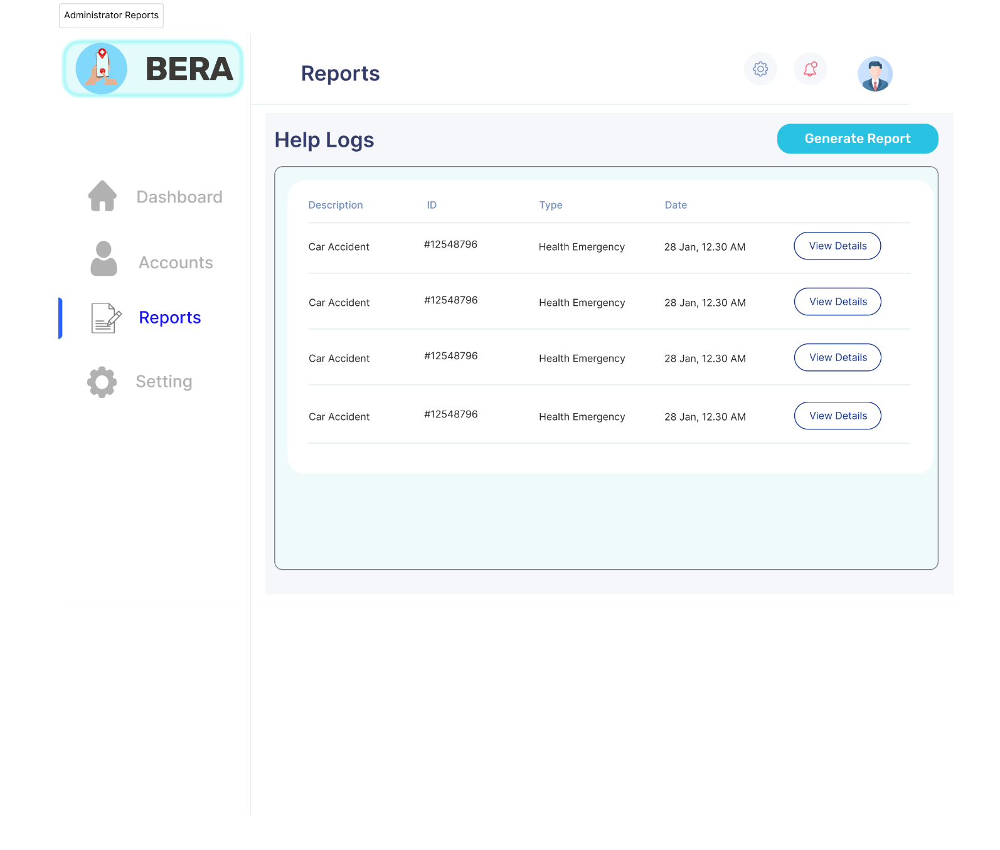 Administrator Reports
BERA
Reports
Dashboard
Accounts
Reports
Setting
Help Logs
Generate Report
Description ID Type Date
Car Accident #12548796 Health Emergency 28 Jan, 12.30 AM View Details
Car Accident #12548796 Health Emergency 28 Jan, 12.30 AM View Details
Car Accident #12548796 Health Emergency 28 Jan, 12.30 AM View Details
Car Accident #12548796 Health Emergency 28 Jan, 12.30 AM View Details